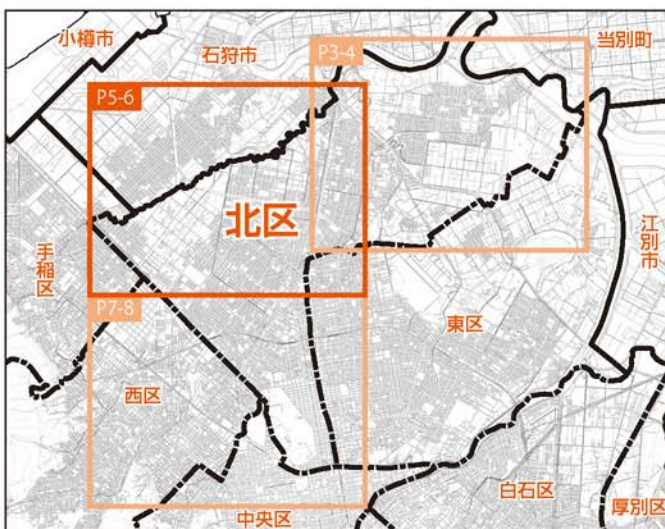 小樽市
石狩市
当別町
P3-4
P5-6
北区
手稲区
江別市
東区
P7-8
西区
白石区
中央区
厚別区